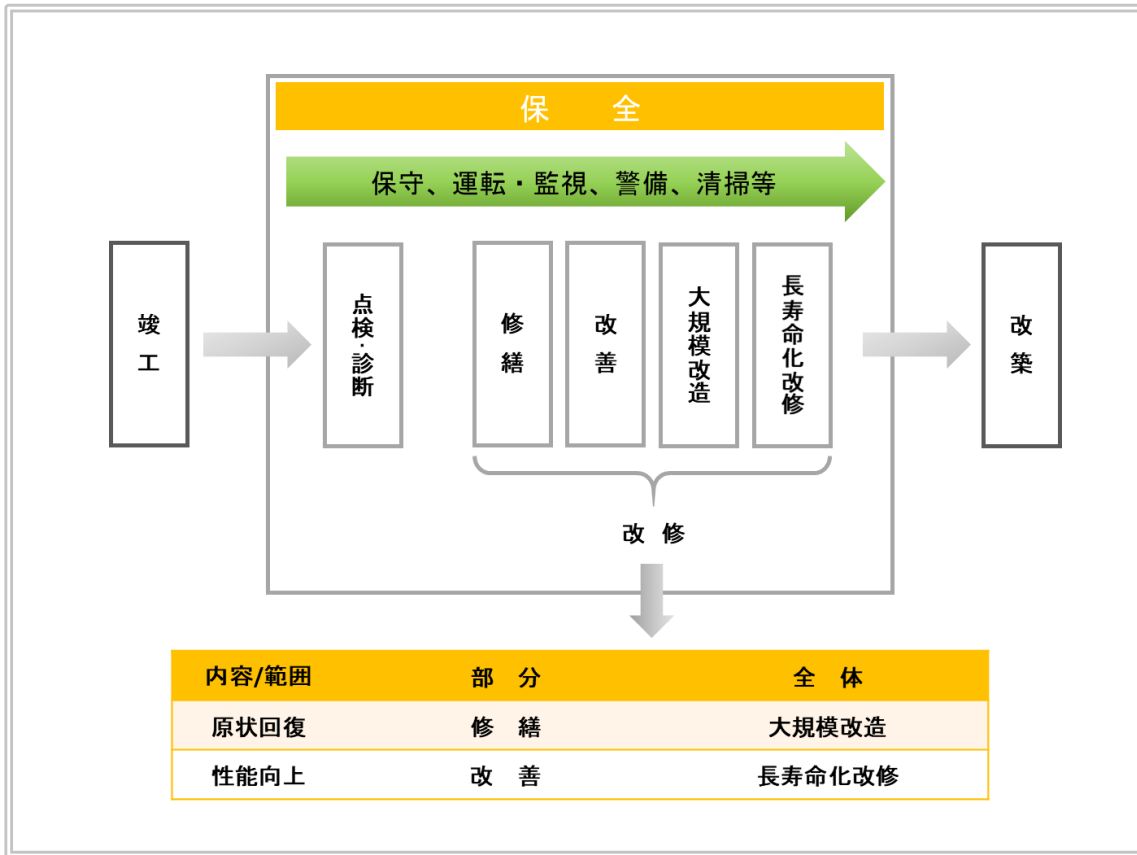 保　全
保守、運転・監視、警備、清掃等
竣工
点検・診断
修繕
改善
大規模改造
長寿命化改修
改築
改 修
内容/範囲 部 分 全 体
原状回復 修 繕 大規模改造
性能向上 改 善 長寿命化改修